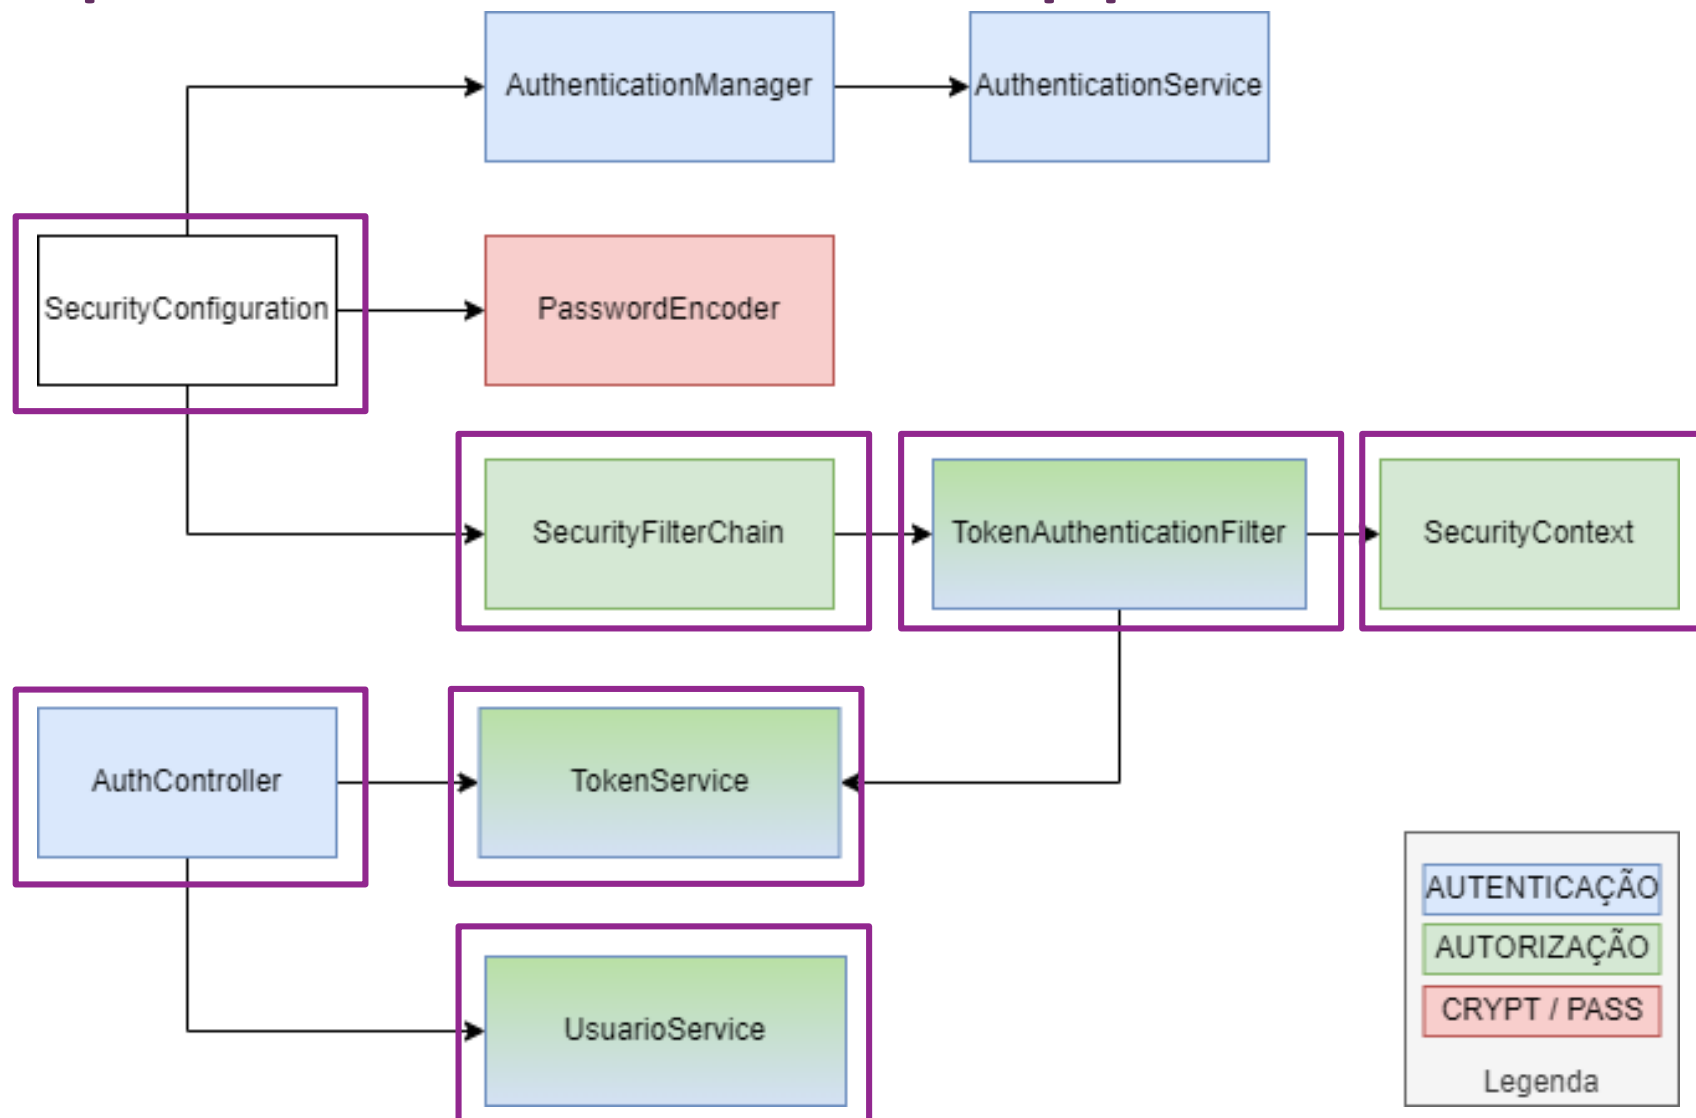 AuthenticationManager
AuthenticationService
SecurityConfiguration
PasswordEncoder
SecurityFilterChain
TokenAuthenticationFilter
SecurityContext
AuthController
TokenService
UsuarioService
AUTENTICAÇÃO
AUTORIZAÇÃO
CRYPT / PASS
Legenda